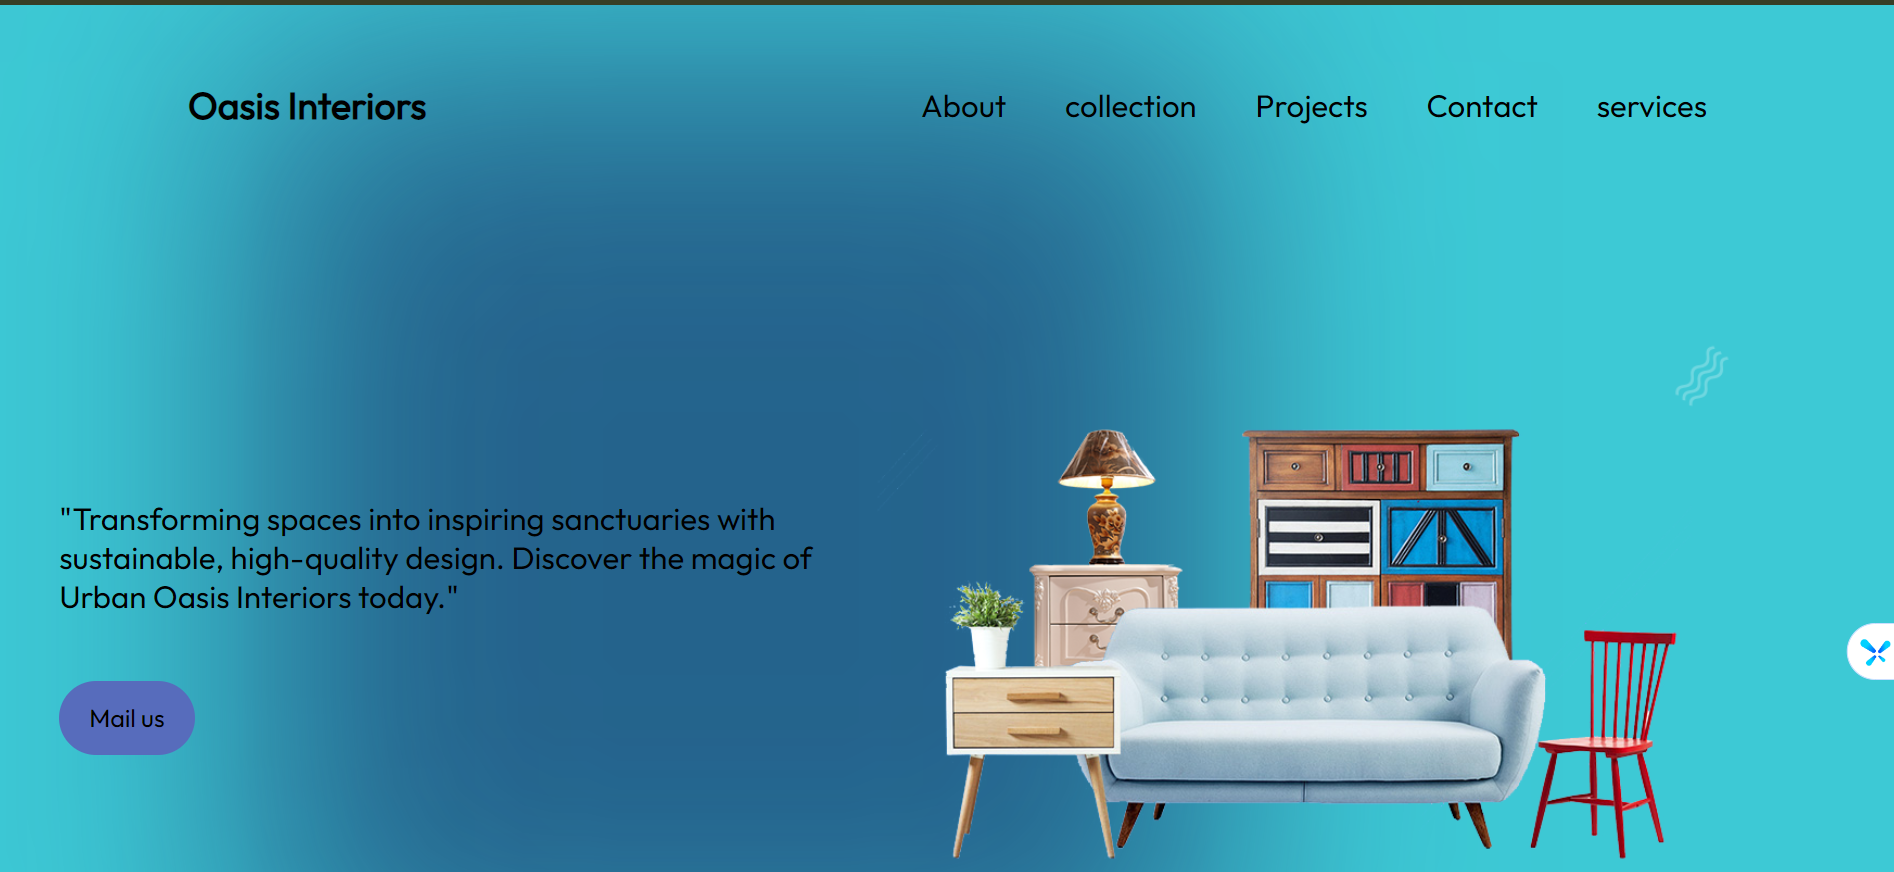 Oasis Interiors
About collection Projects Contact services
"Transforming spaces into inspiring sanctuaries with
sustainable, high-quality design. Discover the magic of
Urban Oasis Interiors today."
Mail us